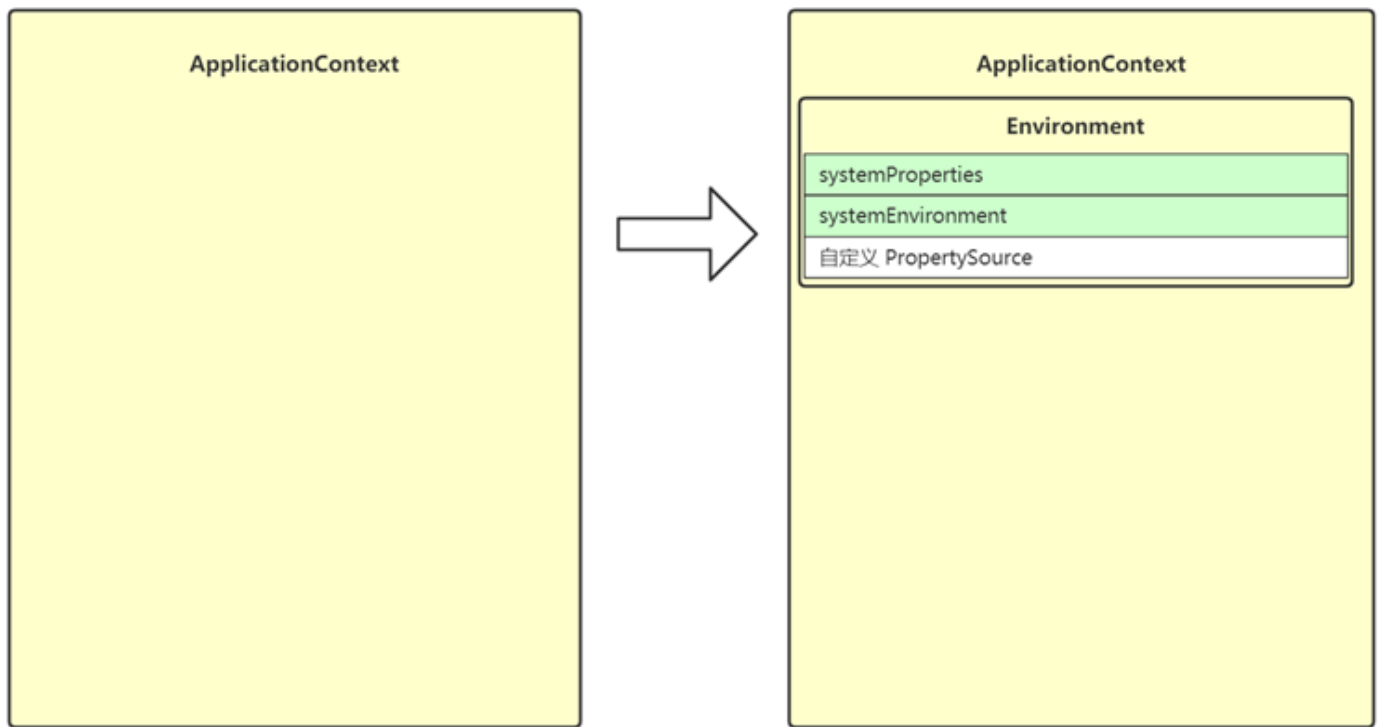 ApplicationContext
ApplicationContext
Environment
systemProperties
systemEnvironment
自定义 PropertySource